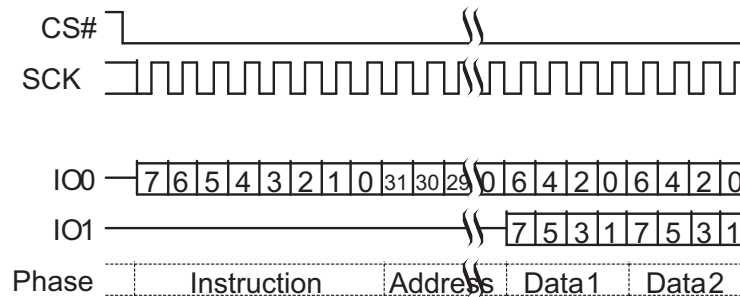 CS#
SCK
IO0 7 6 5 4 3 2 1 0 31 30 29 0 6 4 2 0 6 4 2 0
IO1 7 5 3 1 7 5 3 1
Phase Instruction Address Data1 Data2